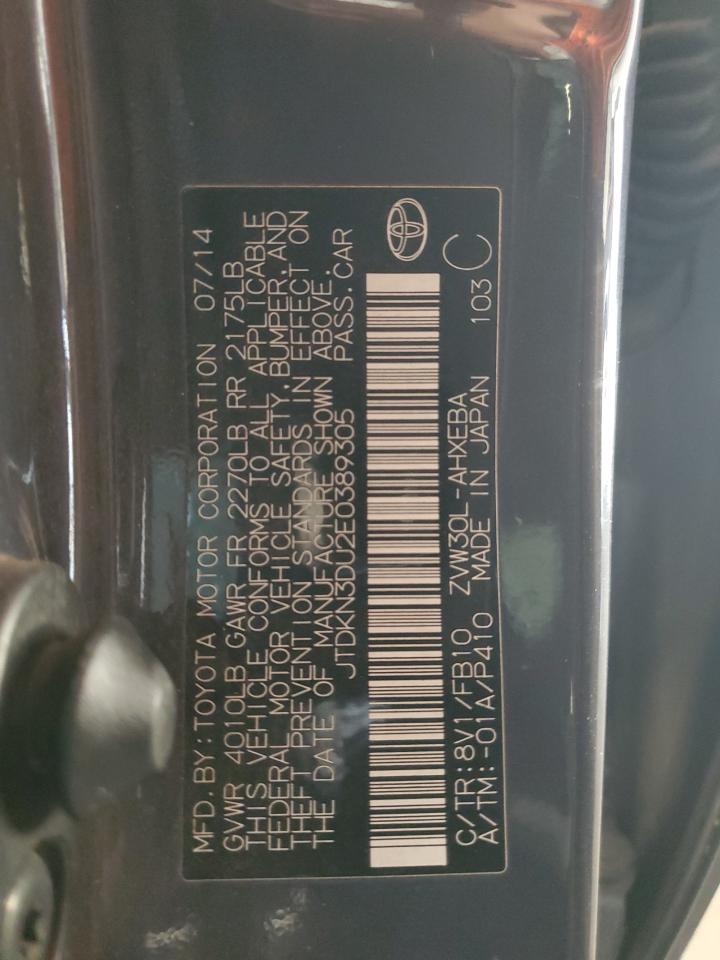 MFD.BY:TOYOTA MOTOR CORPORATION 07/14
GVWR 4010LB GAWR FR 2270LB RR 2175LB
THIS VEHICLE CONFORMS TO ALL APPLICABLE
FEDERAL MOTOR VEHICLE SAFETY,BUMPER,AND
THEFT PREVENTION STANDARDS IN EFFECT ON
THE DATE OF MANUFACTURE SHOWN ABOVE.
JTDKN3DU2E0389305 PASS.CAR
C/TR:8V1/FB10 ZVW30L-AHXEBA 103 C
A/TM:-01A/P410 MADE IN JAPAN